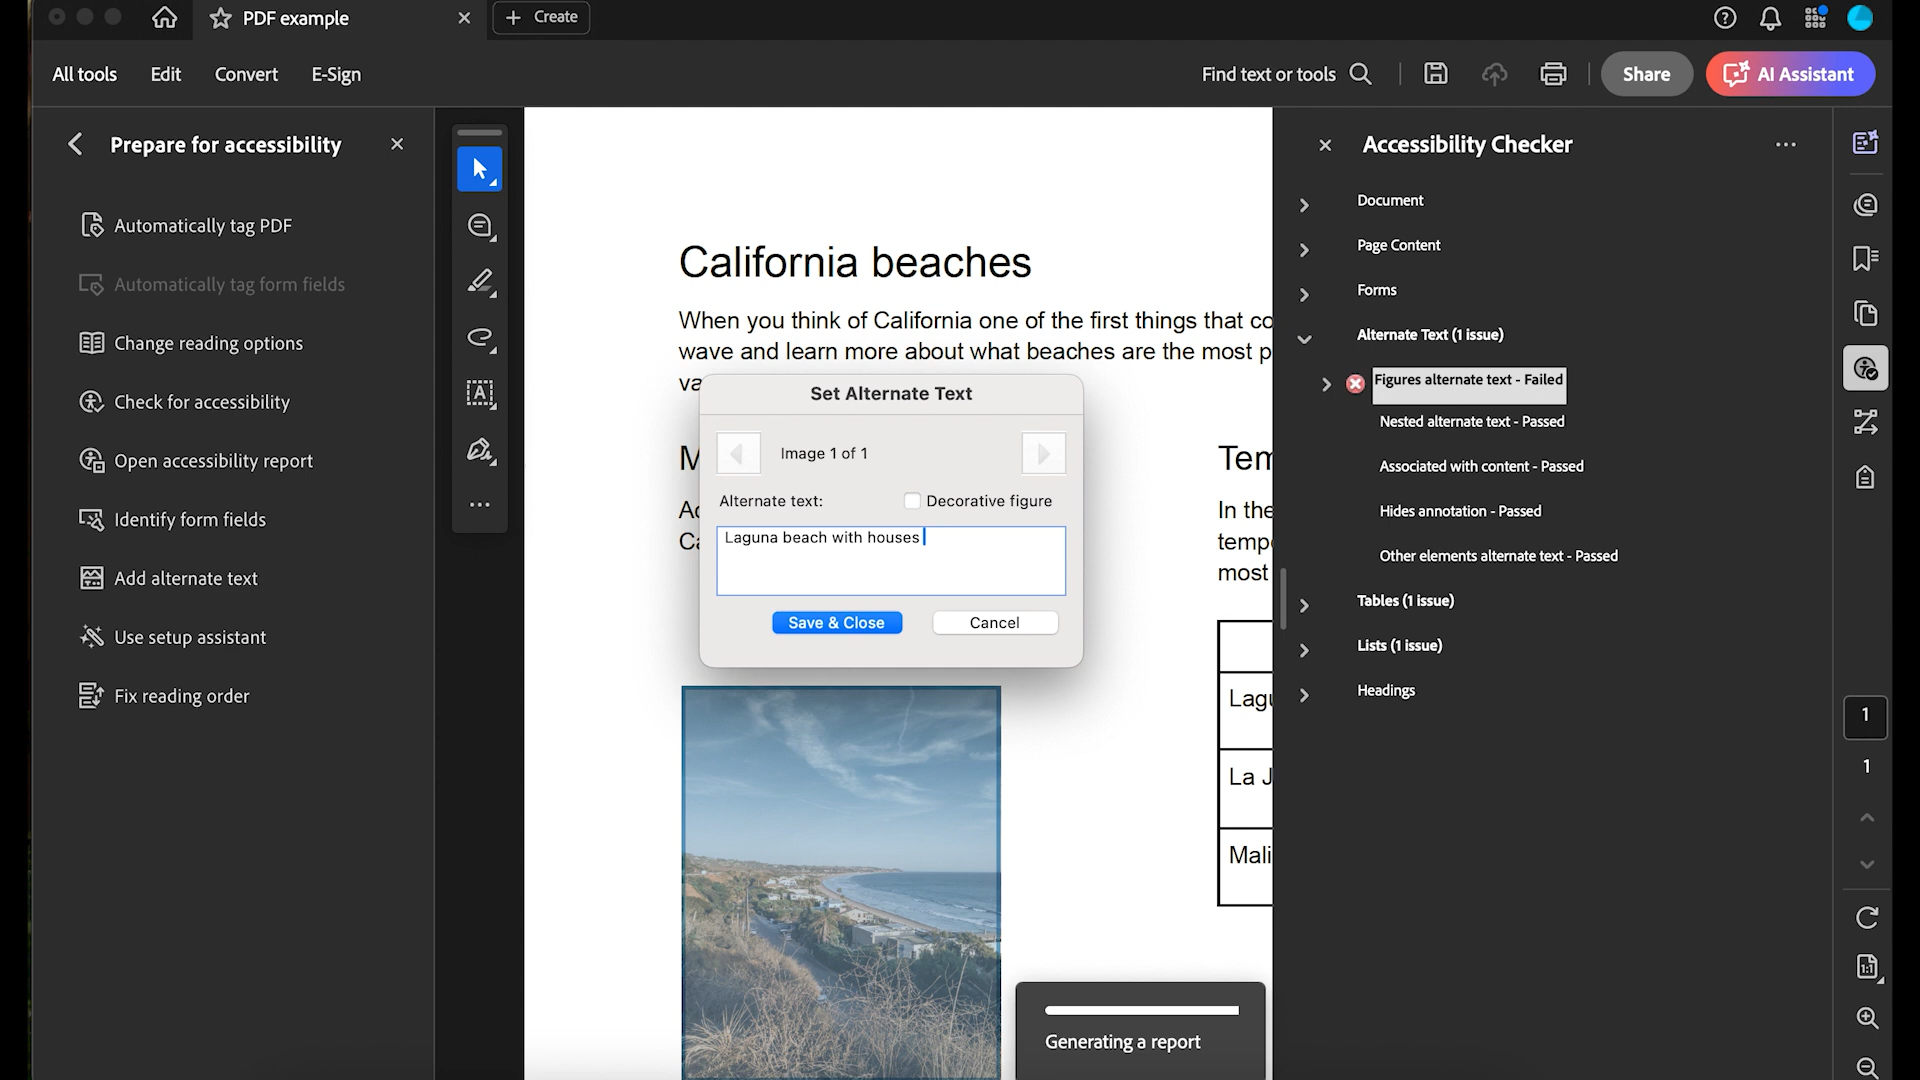 PDF example
Create
All tools
Edit
Convert
E-Sign
Find text or tools
Share
AI Assistant
Prepare for accessibility
Automatically tag PDF
Automatically tag form fields
Change reading options
Check for accessibility
Open accessibility report
Identify form fields
Add alternate text
Use setup assistant
Fix reading order
California beaches
When you think of California one of the first things that co
wave and learn more about what beaches are the most p
va
M
Ac
Ca
Set Alternate Text
Image 1 of 1
Alternate text:
Decorative figure
Laguna beach with houses
Save & Close
Cancel
Tem
In the
tempe
most
Lagu
La J
Mali
Generating a report
Accessibility Checker
Document
Page Content
Forms
Alternate Text (1 issue)
Figures alternate text - Failed
Nested alternate text - Passed
Associated with content - Passed
Hides annotation - Passed
Other elements alternate text - Passed
Tables (1 issue)
Lists (1 issue)
Headings
1
1
1:1